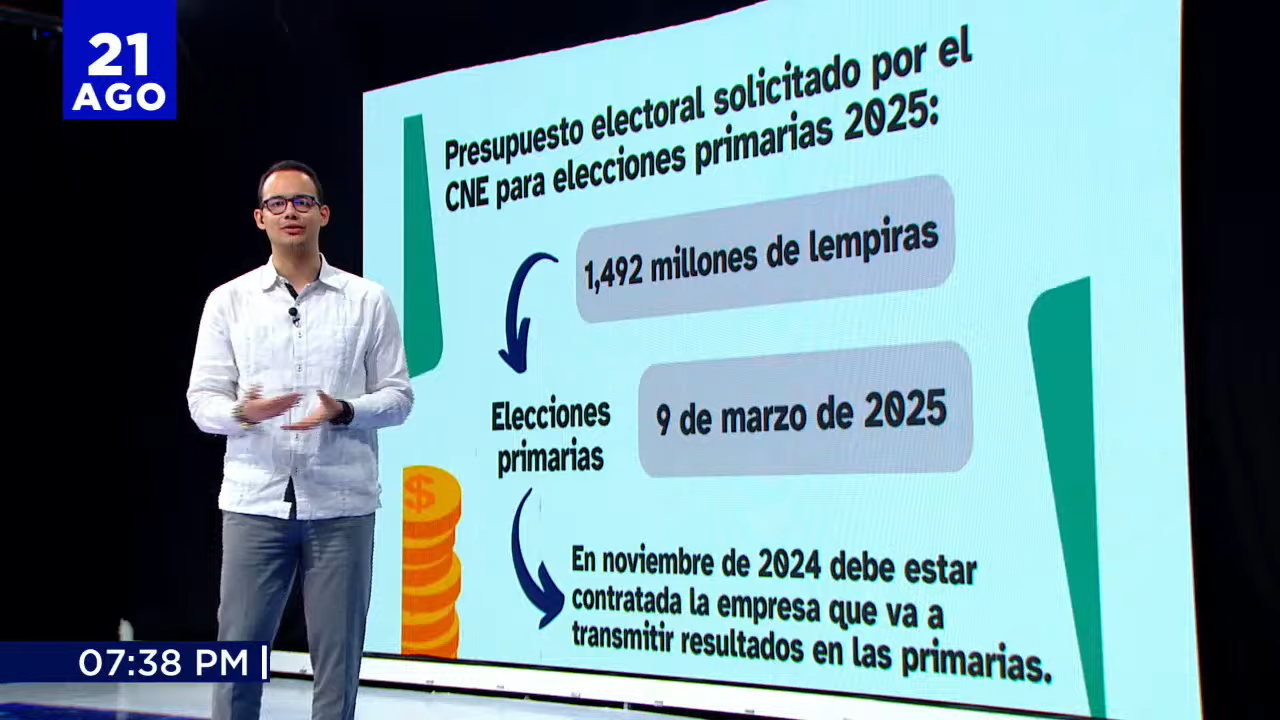 21
AGO
Presupuesto electoral solicitado por el
CNE para elecciones primarias 2025:
1,492 millones de lempiras
Elecciones
primarias
9 de marzo de 2025
$
En noviembre de 2024 debe estar
contratada la empresa que va a
transmitir resultados en las primarias.
07:38 PM